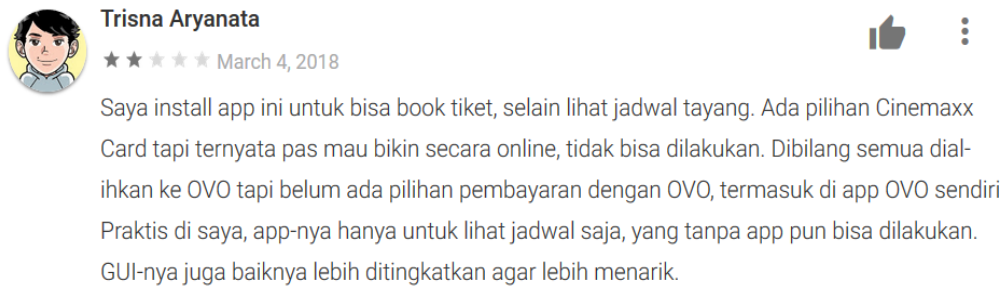 Trisna Aryanata
March 4, 2018
Saya install app ini untuk bisa book tiket, selain lihat jadwal tayang. Ada pilihan Cinemaxx
Card tapi ternyata pas mau bikin secara online, tidak bisa dilakukan. Dibilang semua dial-
ihkan ke OVO tapi belum ada pilihan pembayaran dengan OVO, termasuk di app OVO sendiri
Praktis di saya, app-nya hanya untuk lihat jadwal saja, yang tanpa app pun bisa dilakukan.
GUI-nya juga baiknya lebih ditingkatkan agar lebih menarik.